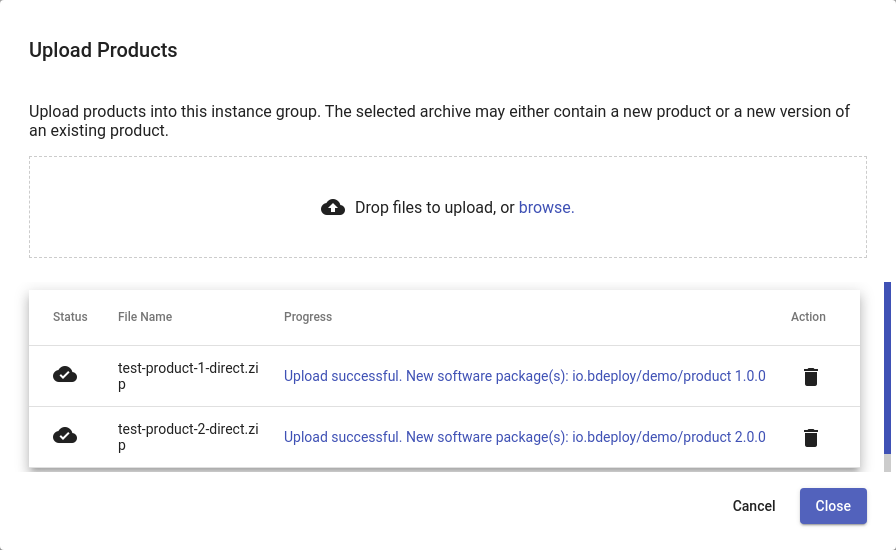 Upload Products
Upload products into this instance group. The selected archive may either contain a new product or a new version of
an existing product.
Drop files to upload, or browse.
Status File Name Progress Action
test-product-1-direct.zi
p
Upload successful. New software package(s): io.bdeploy/demo/product 1.0.0
test-product-2-direct.zi
p
Upload successful. New software package(s): io.bdeploy/demo/product 2.0.0
Cancel Close